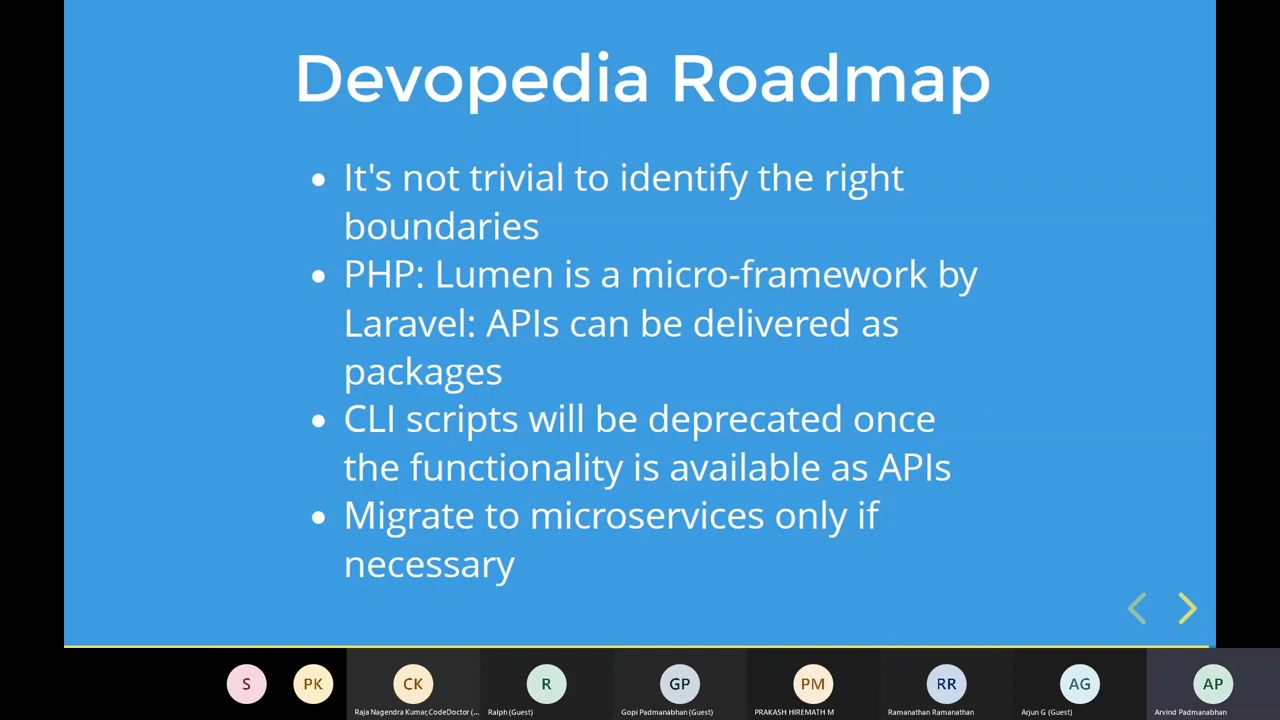 Devopedia Roadmap
It's not trivial to identify the right
boundaries
PHP: Lumen is a micro-framework by
Laravel: APIs can be delivered as
packages
CLI scripts will be deprecated once
the functionality is available as APIs
Migrate to microservices only if
necessary
S PK CK R GP PM RR AG AP
Raja Nagendra Kumar,CodeDoctor (... Ralph (Guest) Gopi Padmanabhan (Guest) PRAKASH HIREMATH M Ramanathan Ramanathan Arjun G (Guest) Arvind Padmanabhan